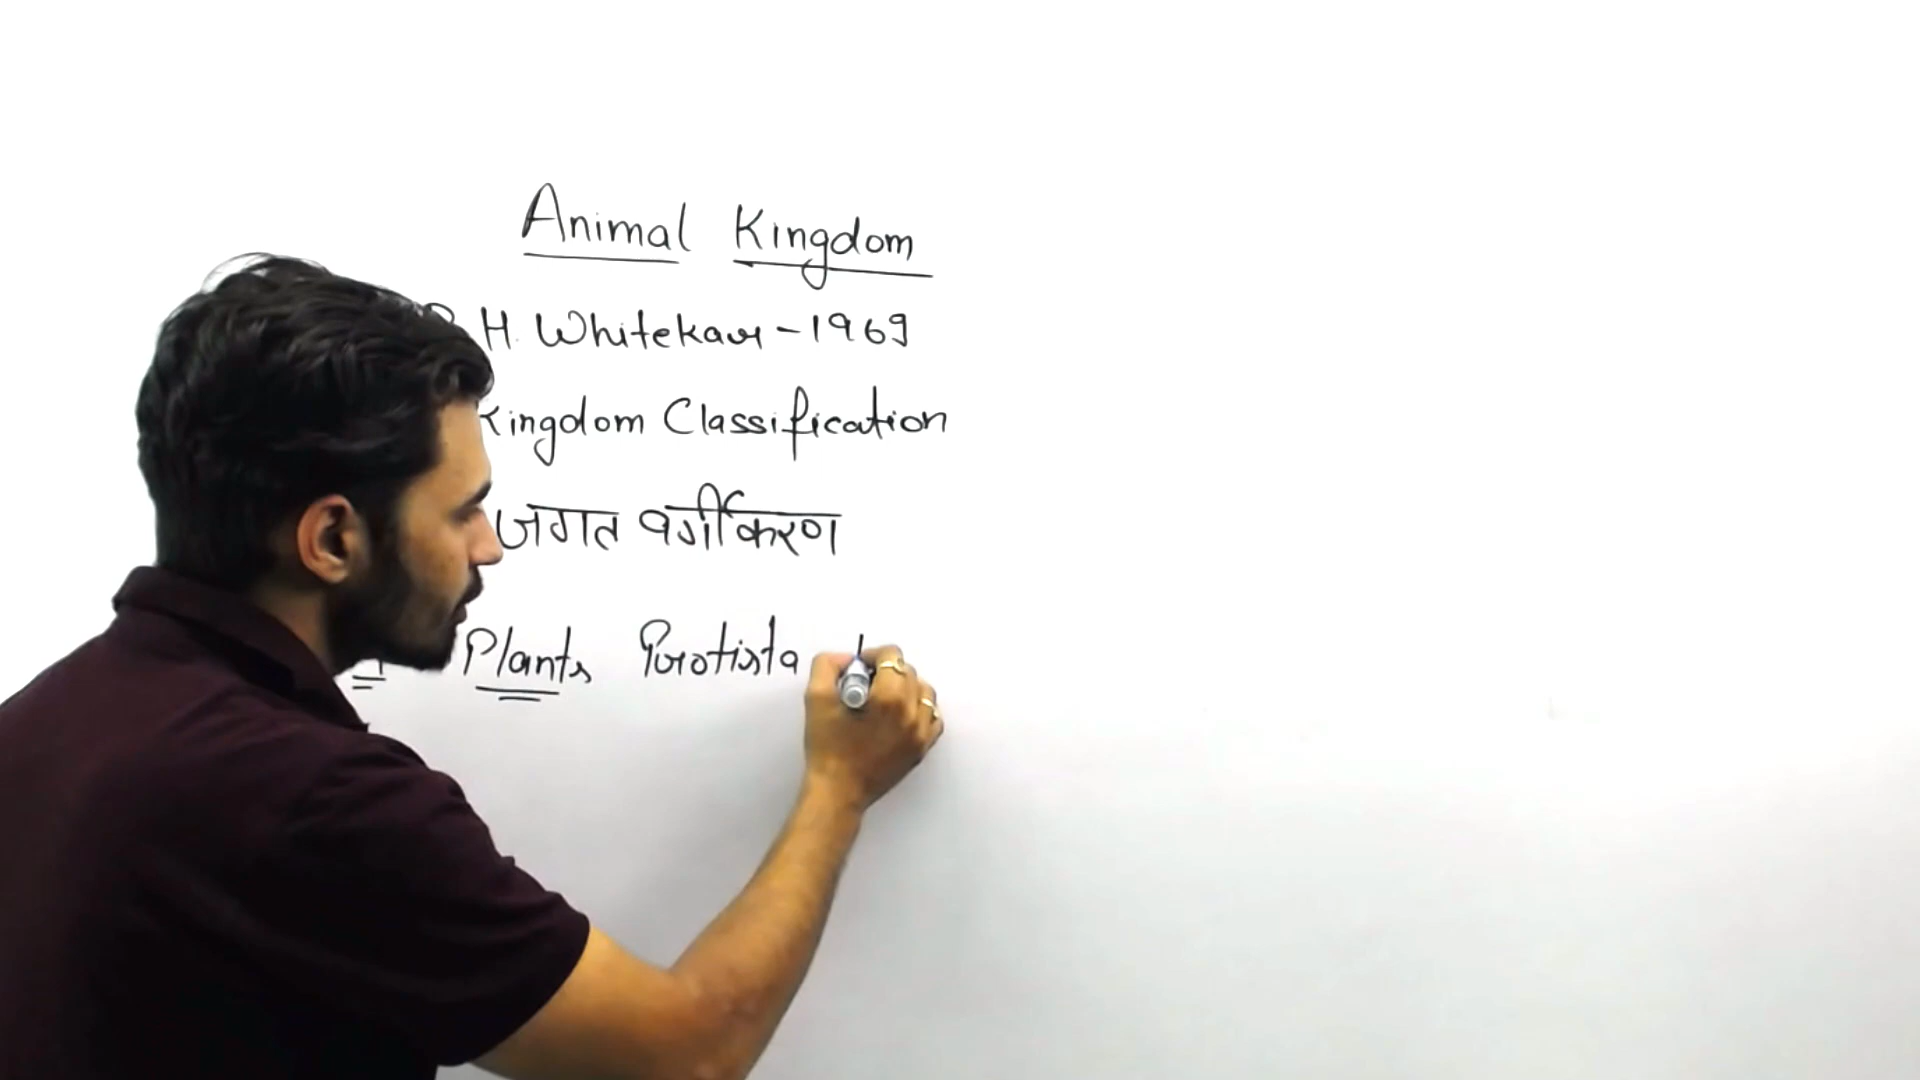 Animal Kingdom
H. Whitekar - 1969
Kingdom Classification
जगत वर्गीकरण
Plants Protista